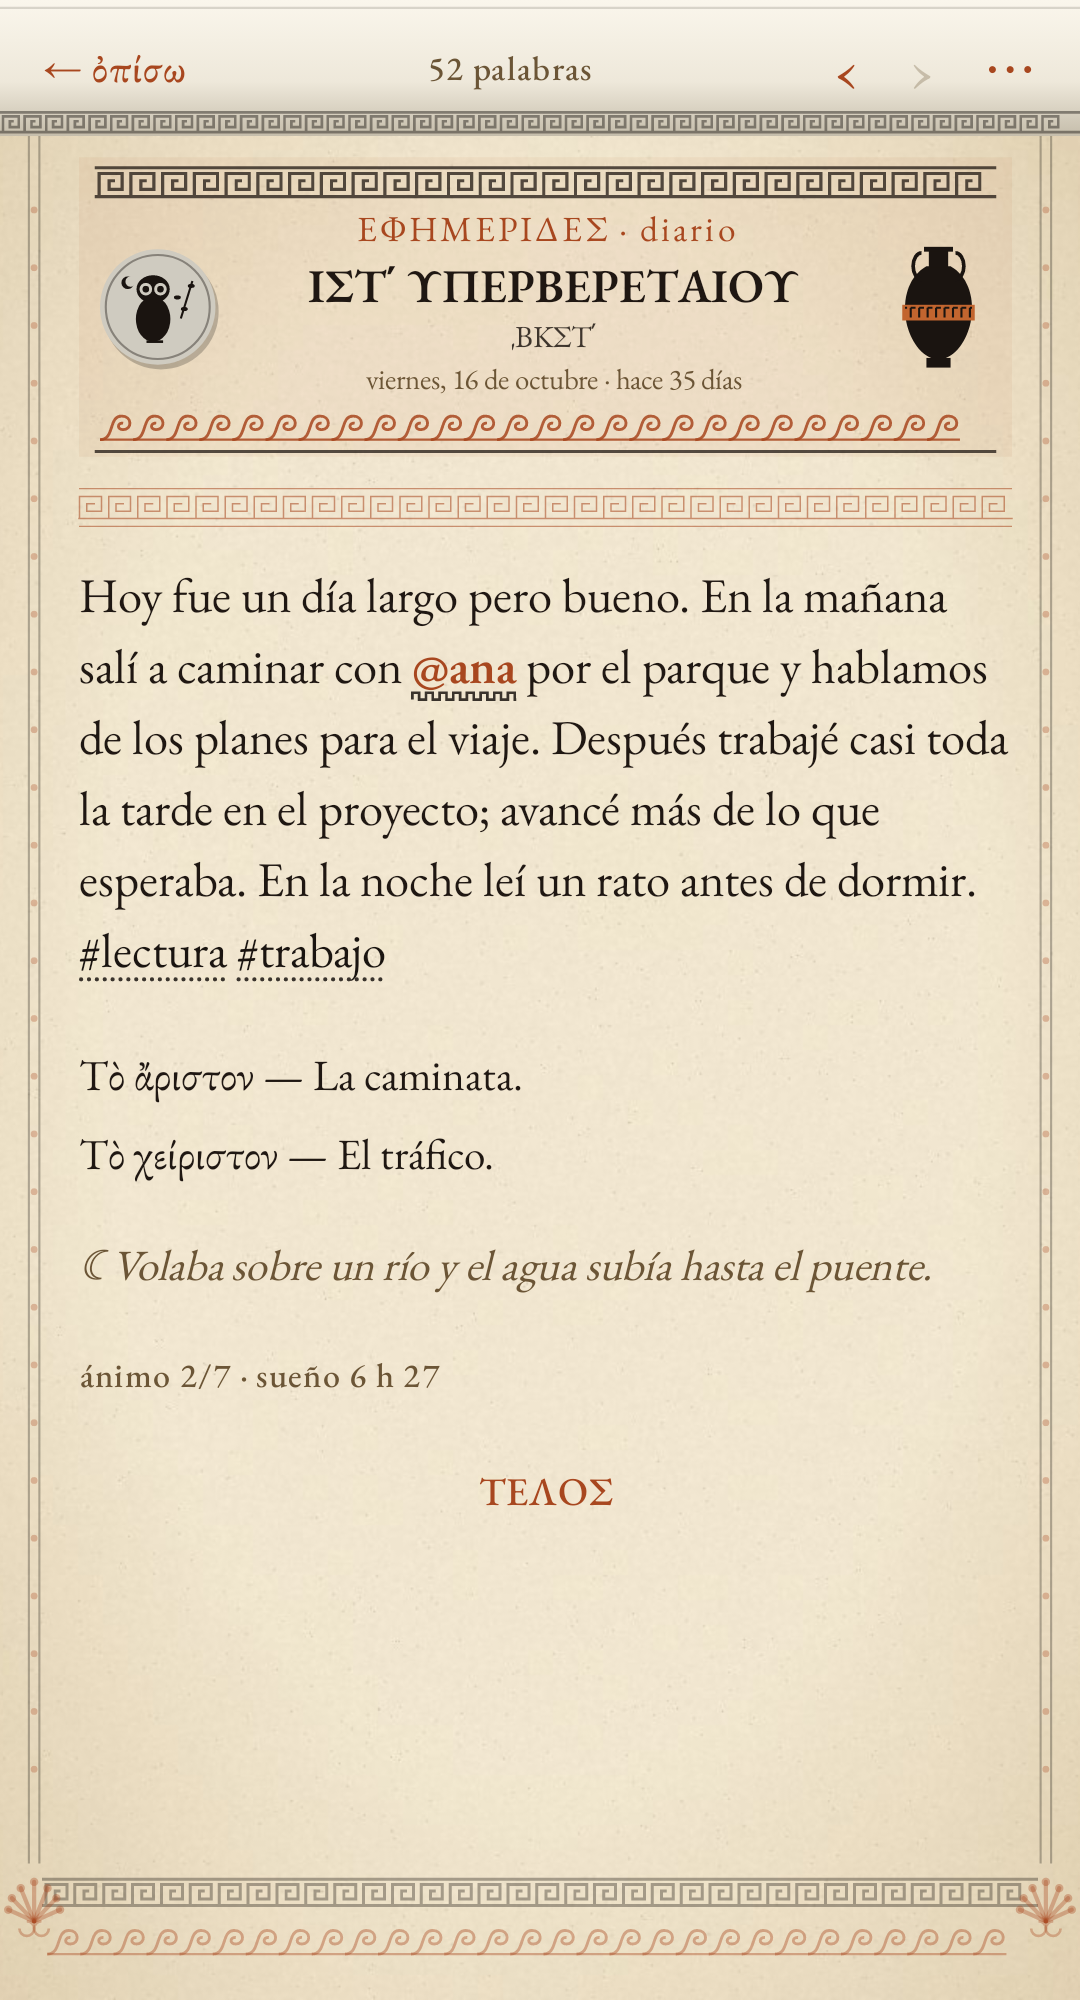 ← ὀπίσω 52 palabras < > ...
ΕΦΗΜΕΡΙΔΕΣ · diario
ΙΣΤʹ ΥΠΕΡΒΕΡΕΤΑΙΟΥ
͵ΒΚΣΤʹ
viernes, 16 de octubre · hace 35 días
Hoy fue un día largo pero bueno. En la mañana
salí a caminar con @ana por el parque y hablamos
de los planes para el viaje. Después trabajé casi toda
la tarde en el proyecto; avancé más de lo que
esperaba. En la noche leí un rato antes de dormir.
#lectura #trabajo
Τὸ ἄριστον — La caminata.
Τὸ χείριστον — El tráfico.
☾ Volaba sobre un río y el agua subía hasta el puente.
ánimo 2/7 · sueño 6 h 27
ΤΕΛΟΣ